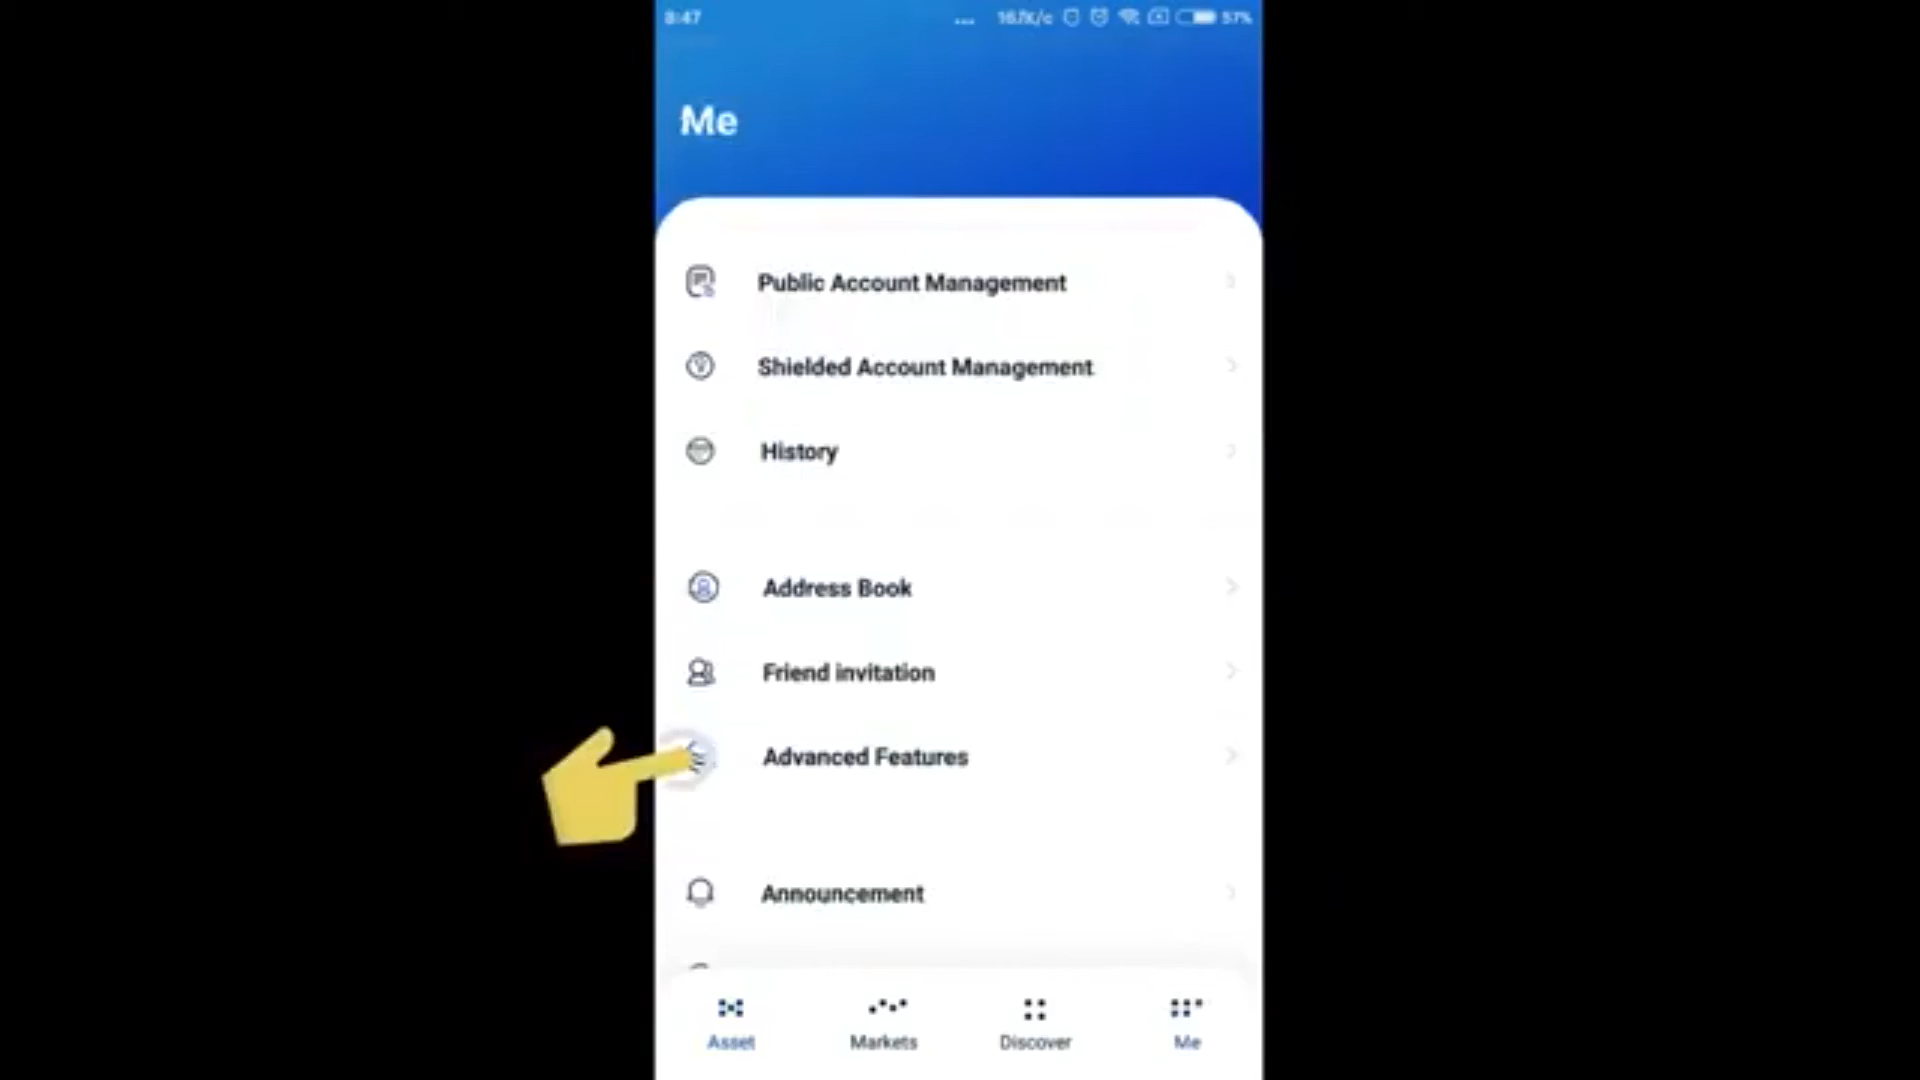 8:47
57%
Me
Public Account Management
Shielded Account Management
History
Address Book
Friend invitation
Advanced Features
Announcement
Asset
Markets
Discover
Me